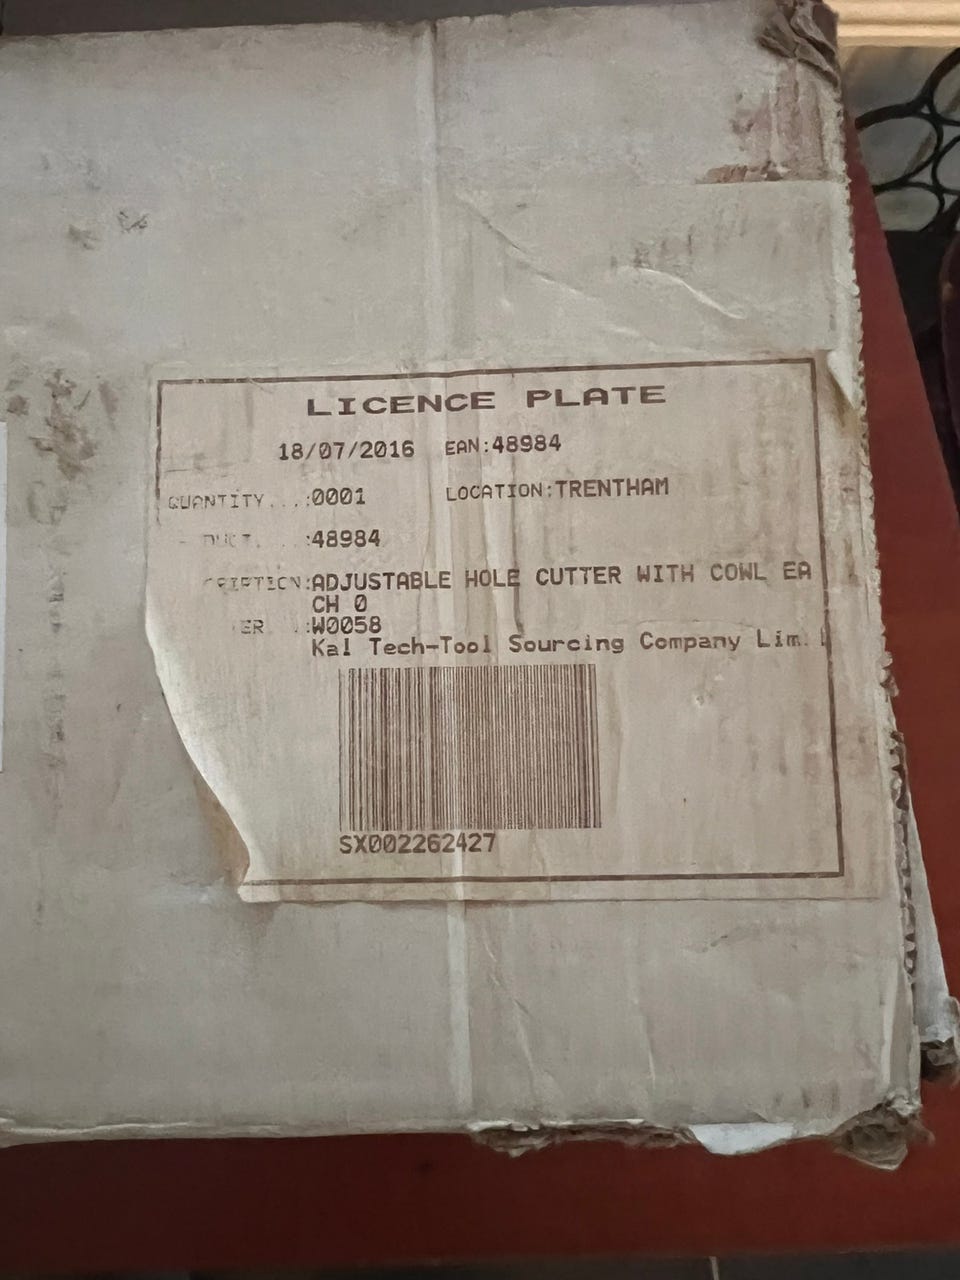 LICENCE PLATE
18/07/2016 EAN:48984
QUANTITY...:0001 LOCATION:TRENTHAM
:48984
:ADJUSTABLE HOLE CUTTER WITH COWL EA
CH 0
:W0058
Kal Tech-Tool Sourcing Company Lim
SX002262427